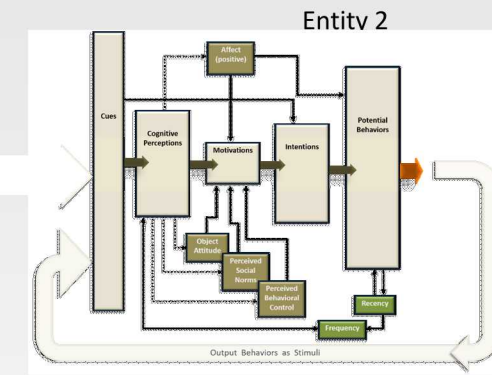 Entity 2
Affect
(positive)
Cues
Cognitive
Perceptions
Motivations
Intentions
Potential
Behaviors
Object
Attitude
Perceived
Social
Norms
Perceived
Behavioral
Control
Recency
Frequency
Output Behaviors as Stimuli